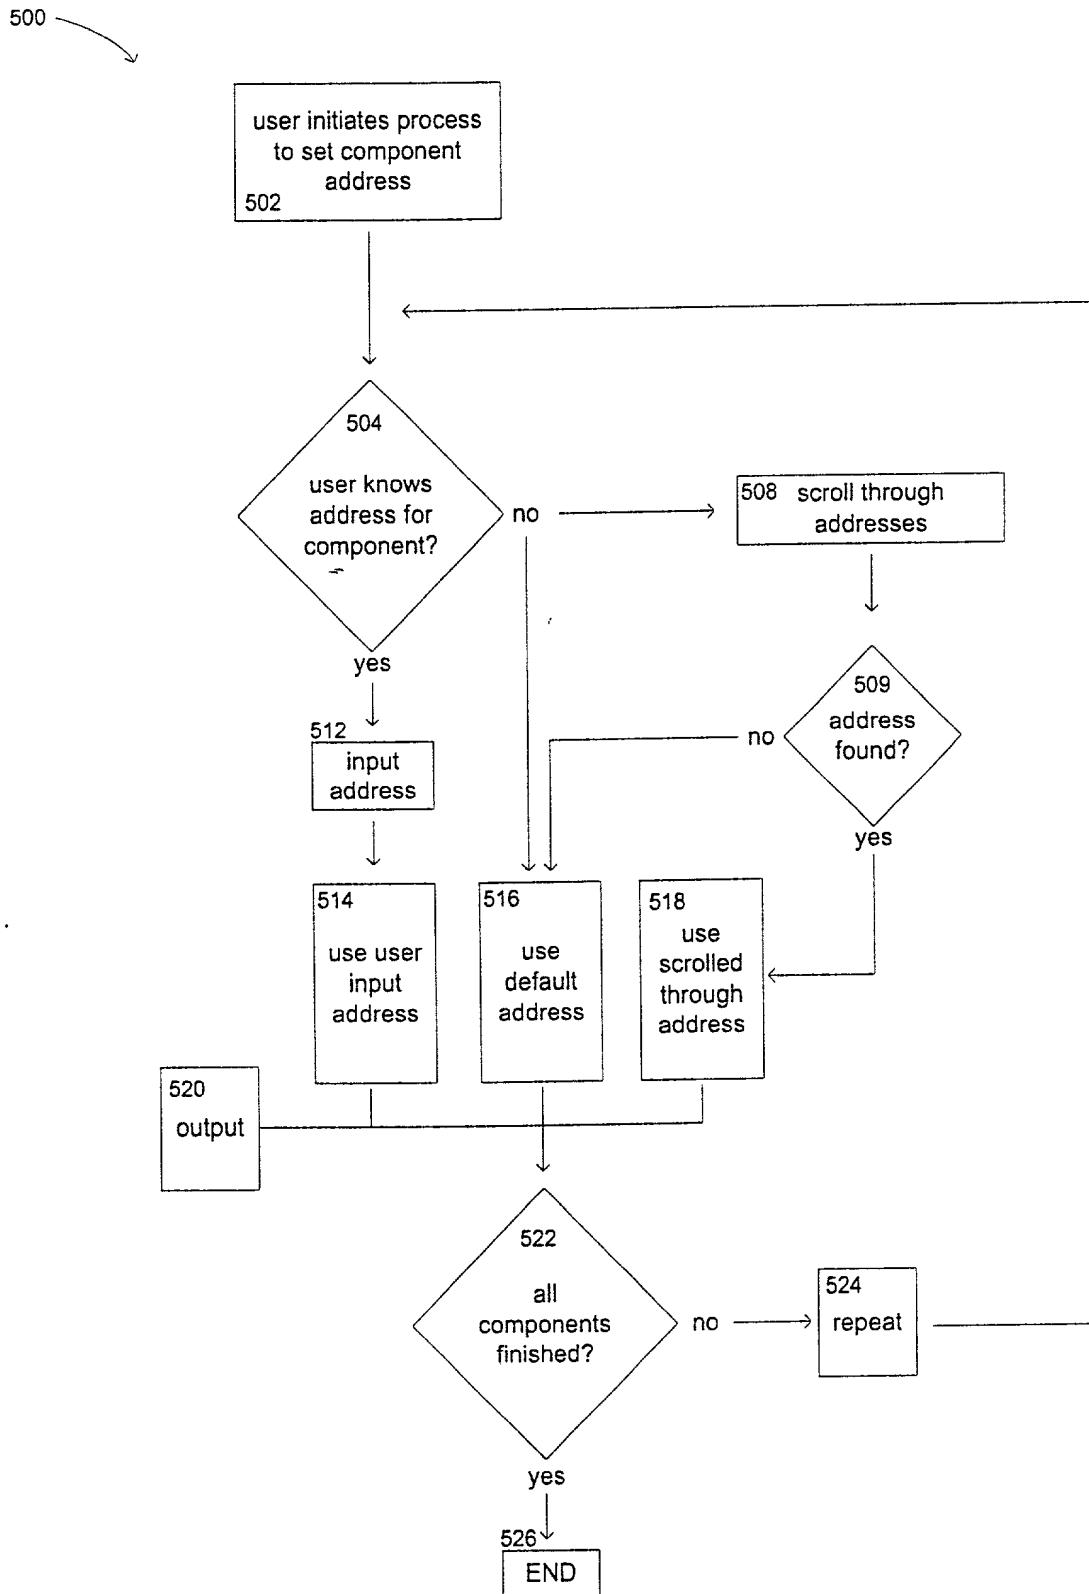 500
user initiates process
to set component
address
502
504
user knows
address for
component?
no
508 scroll through
addresses
yes
509
address
found?
no
yes
512
input
address
514
use user
input
address
516
use
default
address
518
use
scrolled
through
address
520
output
522
all
components
finished?
no
524
repeat
yes
526
END